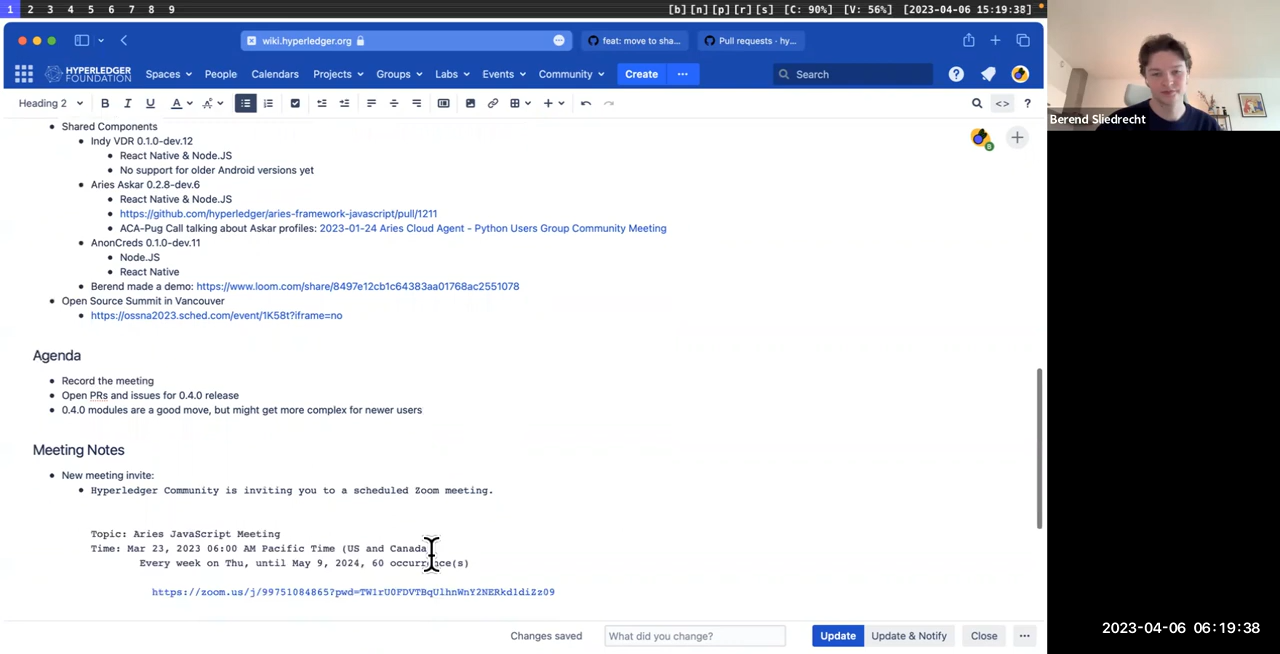 1 2 3 4 5 6 7 8 9 [b][n][p][r][s] [C: 90%] [V: 56%] [2023-04-06 15:19:38]
wiki.hyperledger.org feat: move to sha... Pull requests · hy...
HYPERLEDGER FOUNDATION Spaces People Calendars Projects Groups Labs Events Community Create ··· Search ?
Heading 2 B I U A <> ?
Shared Components
Indy VDR 0.1.0-dev.12
React Native & Node.JS
No support for older Android versions yet
Aries Askar 0.2.8-dev.6
React Native & Node.JS
https://github.com/hyperledger/aries-framework-javascript/pull/1211
ACA-Pug Call talking about Askar profiles: 2023-01-24 Aries Cloud Agent - Python Users Group Community Meeting
AnonCreds 0.1.0-dev.11
Node.JS
React Native
Berend made a demo: https://www.loom.com/share/8497e12cb1c64383aa01768ac2551078
Open Source Summit in Vancouver
https://ossna2023.sched.com/event/1K58t?iframe=no
Agenda
Record the meeting
Open PRs and issues for 0.4.0 release
0.4.0 modules are a good move, but might get more complex for newer users
Meeting Notes
New meeting invite:
Hyperledger Community is inviting you to a scheduled Zoom meeting.
Topic: Aries JavaScript Meeting
Time: Mar 23, 2023 06:00 AM Pacific Time (US and Canada)
Every week on Thu, until May 9, 2024, 60 occurrence(s)
https://zoom.us/j/99751084865?pwd=TW1rU0FDVTBqUlhnWnY2NERkdldiZz09
Changes saved What did you change? Update Update & Notify Close ···
Berend Sliedrecht
2023-04-06 06:19:38